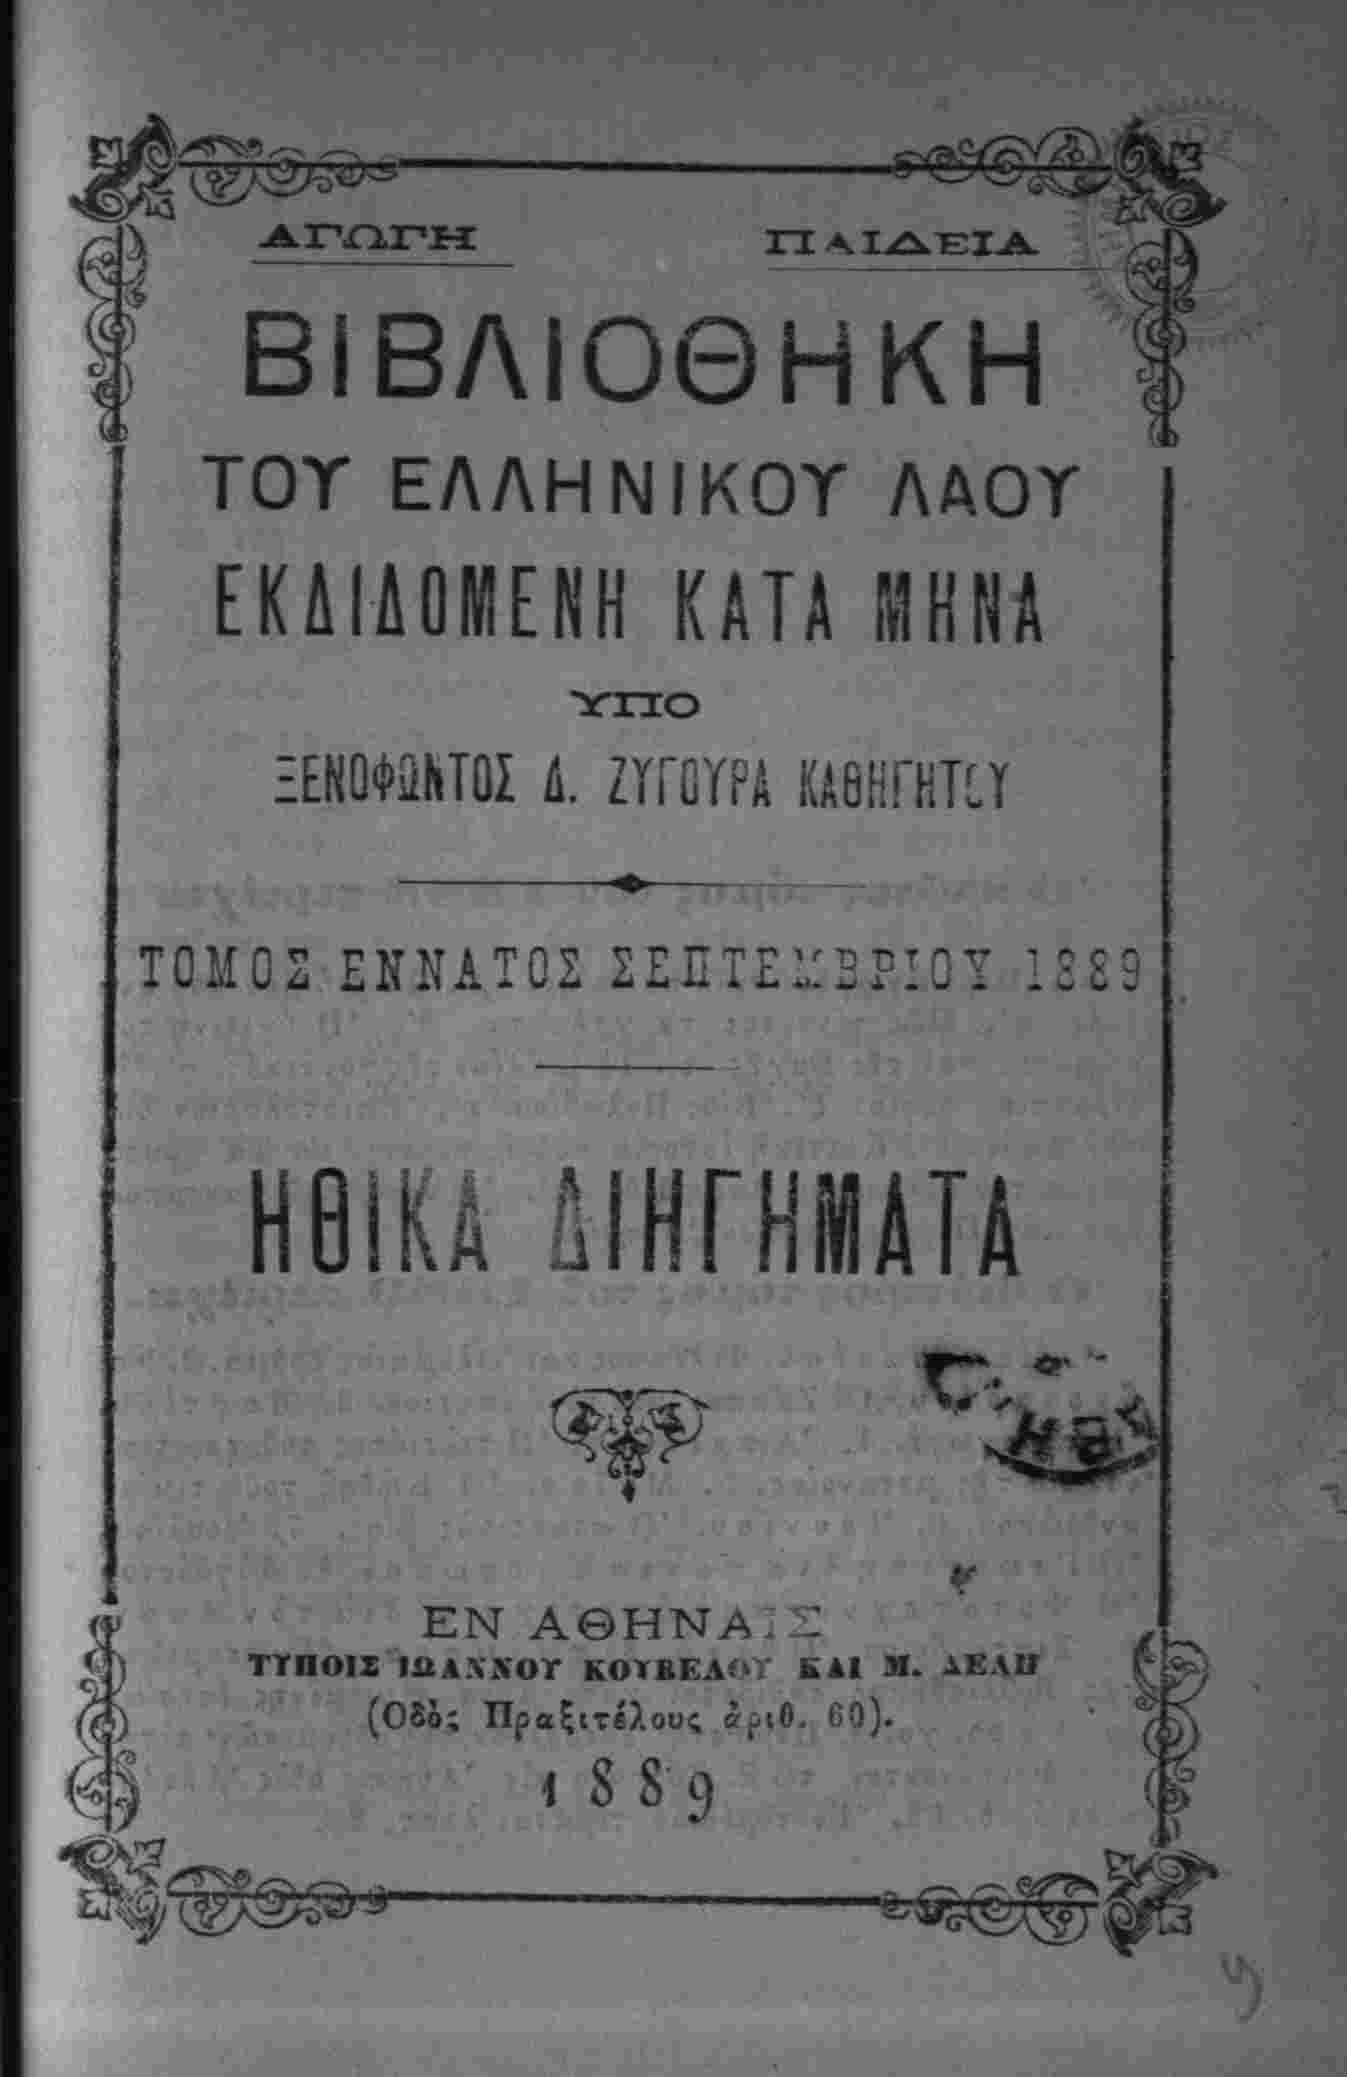 ΑΓΩΓΗ ΠΑΙΔΕΙΑ
ΒΙΒΛΙΟΘΗΚΗ
ΤΟΥ ΕΛΛΗΝΙΚΟΥ ΛΑΟΥ
ΕΚΔΙΔΟΜΕΝΗ ΚΑΤΑ ΜΗΝΑ
ΥΠΟ
ΞΕΝΟΦΩΝΤΟΣ Δ. ΖΥΓΟΥΡΑ ΚΑΘΗΓΗΤΟΥ
ΤΟΜΟΣ ΕΝΝΑΤΟΣ ΣΕΠΤΕΜΒΡΙΟΥ 1889
ΗΘΙΚΑ ΔΙΗΓΗΜΑΤΑ
ΕΝ ΑΘΗΝΑΙΣ
ΤΥΠΟΙΣ ΙΩΑΝΝΟΥ ΚΟΥΒΕΛΟΥ ΚΑΙ Μ. ΔΕΛΗ
(Οδὸς Πραξιτέλους ἀριθ. 60).
1889